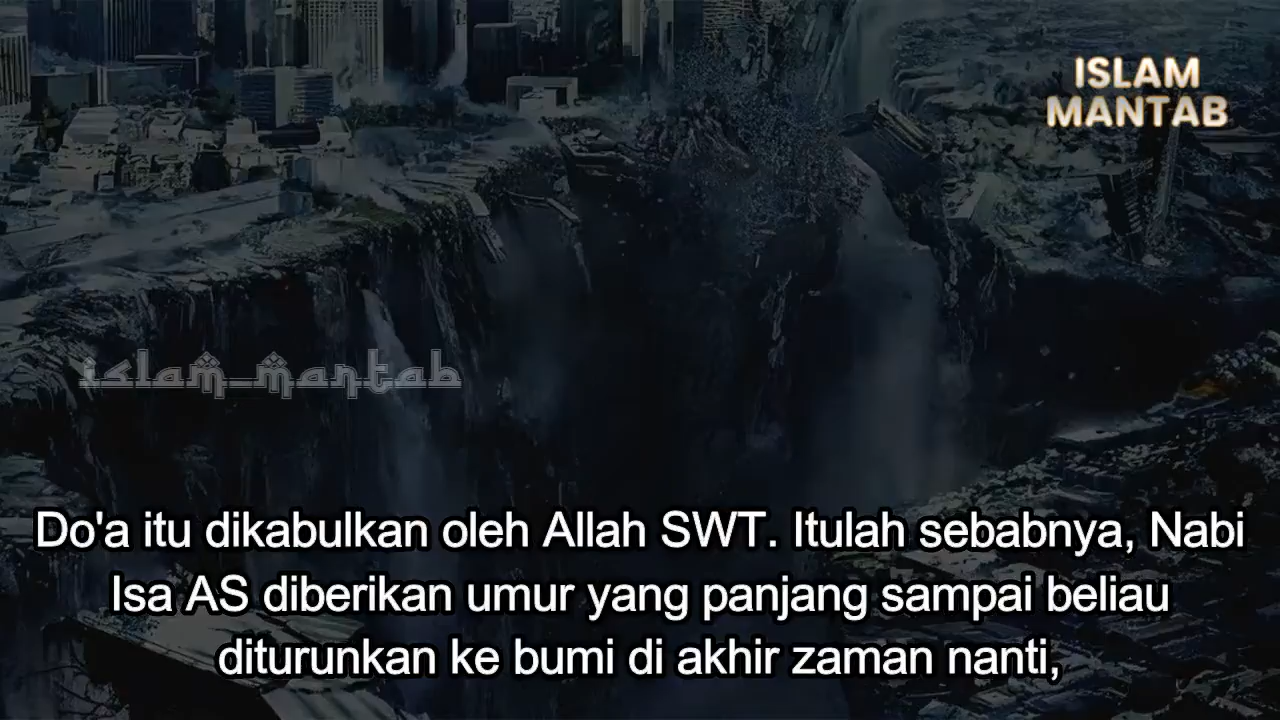 ISLAM
MANTAB
islam_mantab
Do'a itu dikabulkan oleh Allah SWT. Itulah sebabnya, Nabi
Isa AS diberikan umur yang panjang sampai beliau
diturunkan ke bumi di akhir zaman nanti,